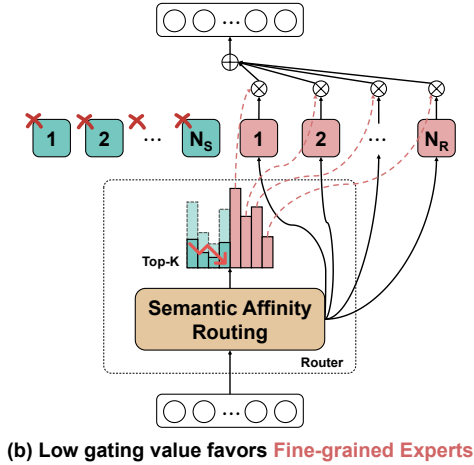 1 2 ... N_S 1 2 ... N_R
Top-K
Semantic Affinity
Routing
Router
(b) Low gating value favors Fine-grained Experts